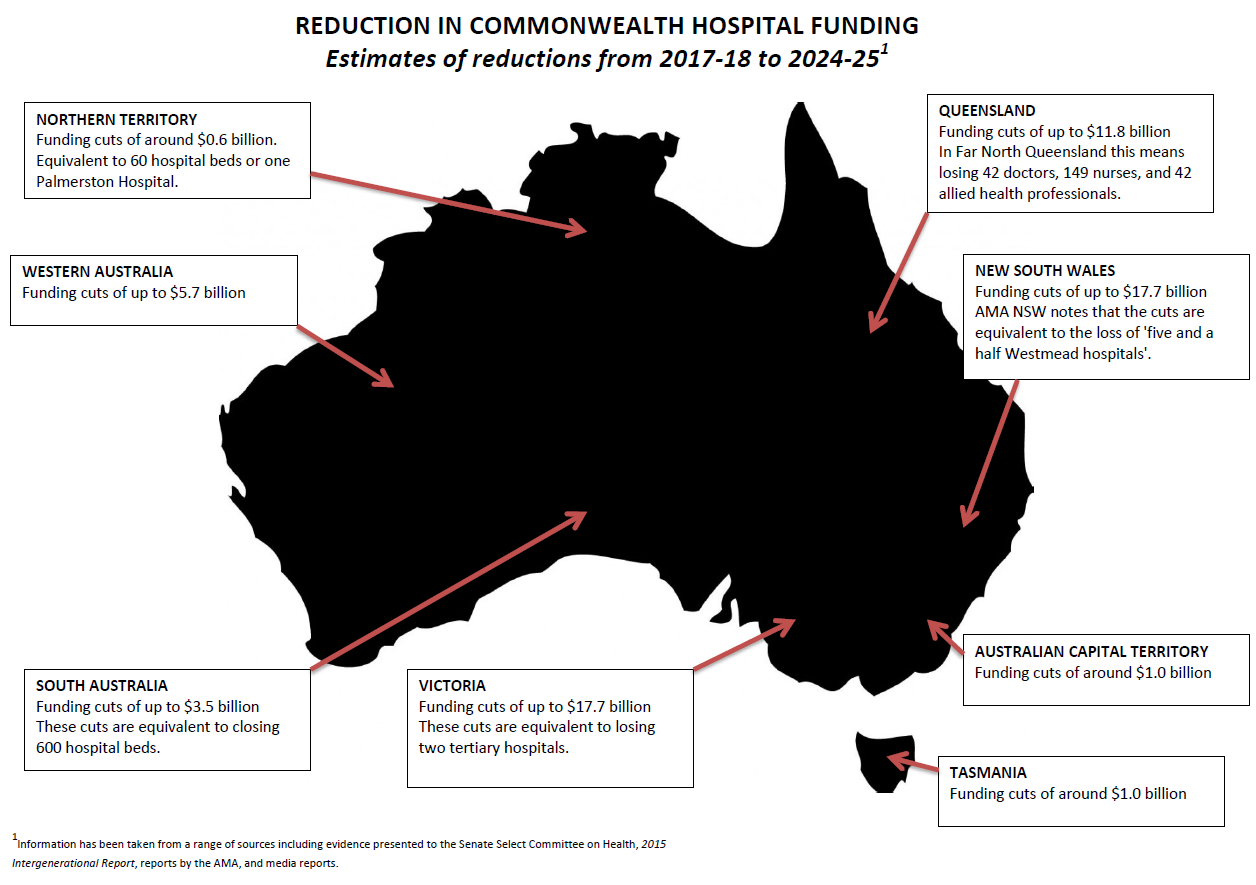 REDUCTION IN COMMONWEALTH HOSPITAL FUNDING
Estimates of reductions from 2017-18 to 2024-25¹
NORTHERN TERRITORY
Funding cuts of around $0.6 billion.
Equivalent to 60 hospital beds or one
Palmerston Hospital.
QUEENSLAND
Funding cuts of up to $11.8 billion
In Far North Queensland this means
losing 42 doctors, 149 nurses, and 42
allied health professionals.
WESTERN AUSTRALIA
Funding cuts of up to $5.7 billion
NEW SOUTH WALES
Funding cuts of up to $17.7 billion
AMA NSW notes that the cuts are
equivalent to the loss of 'five and a
half Westmead hospitals'.
SOUTH AUSTRALIA
Funding cuts of up to $3.5 billion
These cuts are equivalent to closing
600 hospital beds.
VICTORIA
Funding cuts of up to $17.7 billion
These cuts are equivalent to losing
two tertiary hospitals.
AUSTRALIAN CAPITAL TERRITORY
Funding cuts of around $1.0 billion
TASMANIA
Funding cuts of around $1.0 billion
¹Information has been taken from a range of sources including evidence presented to the Senate Select Committee on Health, 2015
Intergenerational Report, reports by the AMA, and media reports.